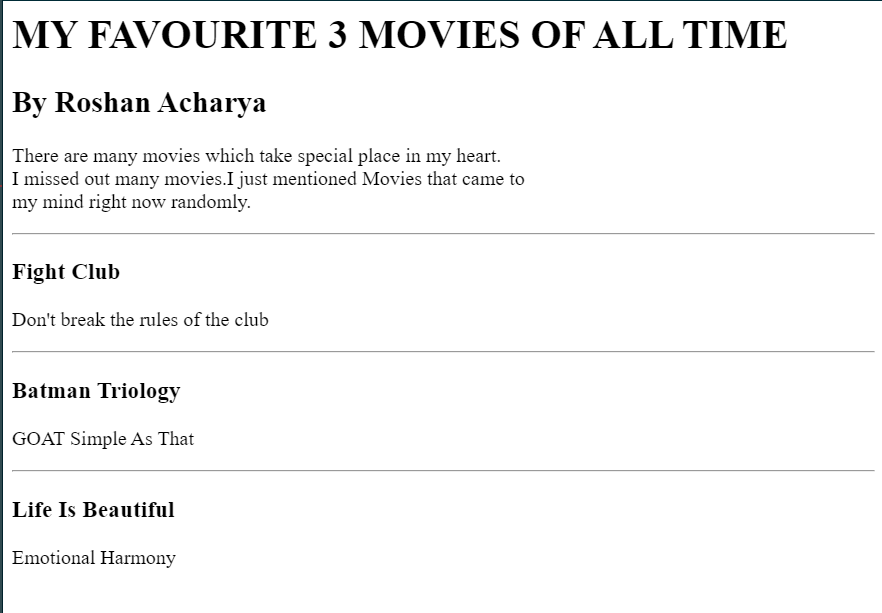 MY FAVOURITE 3 MOVIES OF ALL TIME
By Roshan Acharya
There are many movies which take special place in my heart.
I missed out many movies.I just mentioned Movies that came to
my mind right now randomly.
Fight Club
Don't break the rules of the club
Batman Triology
GOAT Simple As That
Life Is Beautiful
Emotional Harmony